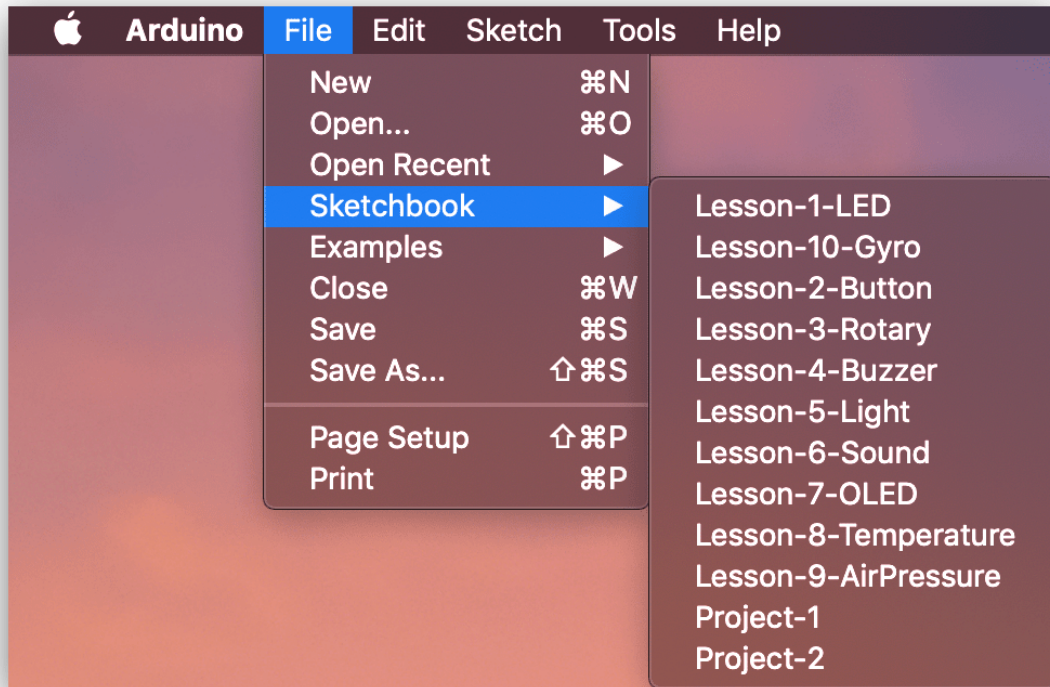 Arduino File Edit Sketch Tools Help
New ⌘N
Open... ⌘O
Open Recent ▶
Sketchbook ▶
Examples ▶
Close ⌘W
Save ⌘S
Save As... ⇧⌘S
Page Setup ⇧⌘P
Print ⌘P
Lesson-1-LED
Lesson-10-Gyro
Lesson-2-Button
Lesson-3-Rotary
Lesson-4-Buzzer
Lesson-5-Light
Lesson-6-Sound
Lesson-7-OLED
Lesson-8-Temperature
Lesson-9-AirPressure
Project-1
Project-2